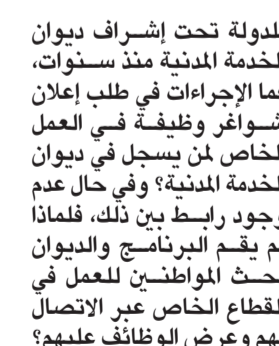 للدولة تحت إشراف ديوان
الخدمة المدنية منذ سنوات،
فما الإجراءات في طلب إعلان
شواغر وظيفة في العمل
الخاص لمن يسجل في ديوان
الخدمة المدنية؟ وفي حال عدم
وجود رابط بين ذلك، فلماذا
لم يقم البرنامج والديوان
بحث المواطنين للعمل في
القطاع الخاص عبر الاتصال
بهم وعرض الوظائف عليهم؟